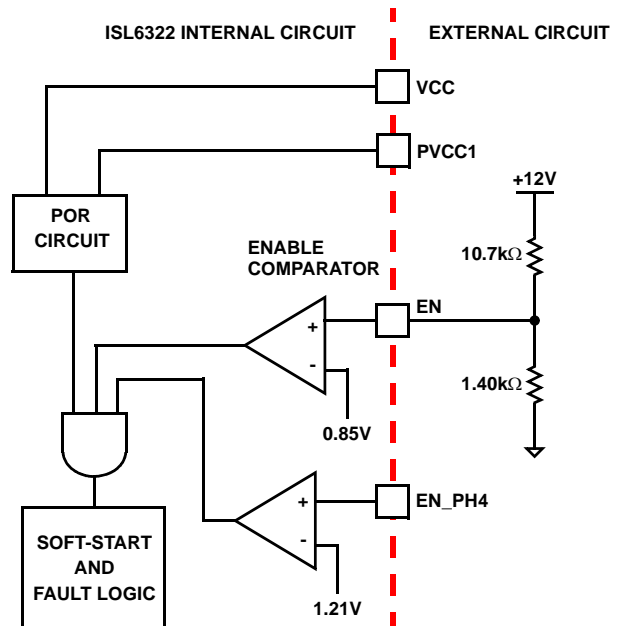 ISL6322 INTERNAL CIRCUIT
EXTERNAL CIRCUIT
VCC
PVCC1
+12V
POR
CIRCUIT
10.7kΩ
ENABLE
COMPARATOR
EN
+
-
1.40kΩ
0.85V
EN_PH4
+
-
SOFT-START
AND
FAULT LOGIC
1.21V